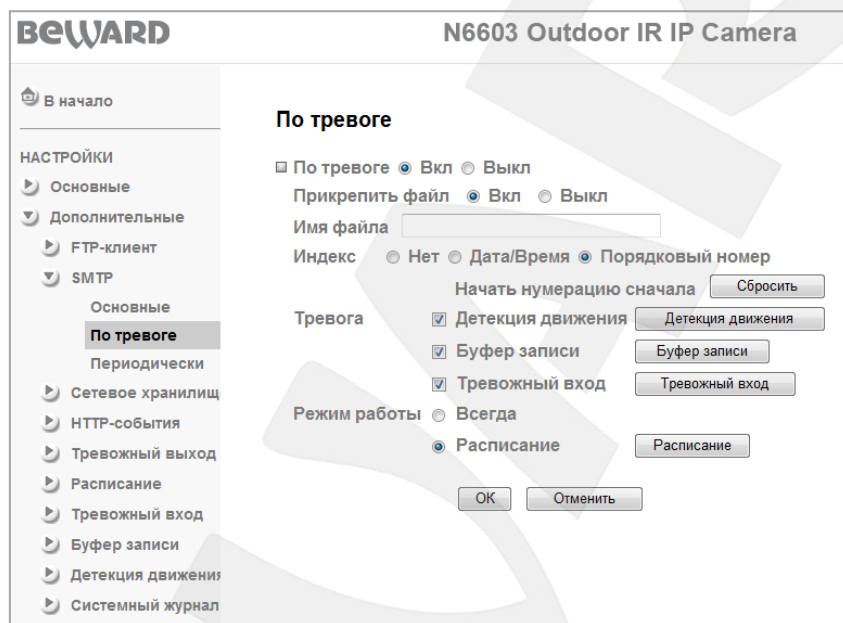 BEWARD
N6603 Outdoor IR IP Camera
В начало
НАСТРОЙКИ
Основные
Дополнительные
FTP-клиент
SMTP
Основные
По тревоге
Периодически
Сетевое хранилищ
HTTP-события
Тревожный выход
Расписание
Тревожный вход
Буфер записи
Детекция движения
Системный журнал
По тревоге
По тревоге Вкл Выкл
Прикрепить файл Вкл Выкл
Имя файла
Индекс Нет Дата/Время Порядковый номер
Начать нумерацию сначала Сбросить
Тревога Детекция движения Детекция движения
Буфер записи Буфер записи
Тревожный вход Тревожный вход
Режим работы Всегда
Расписание Расписание
OK Отменить